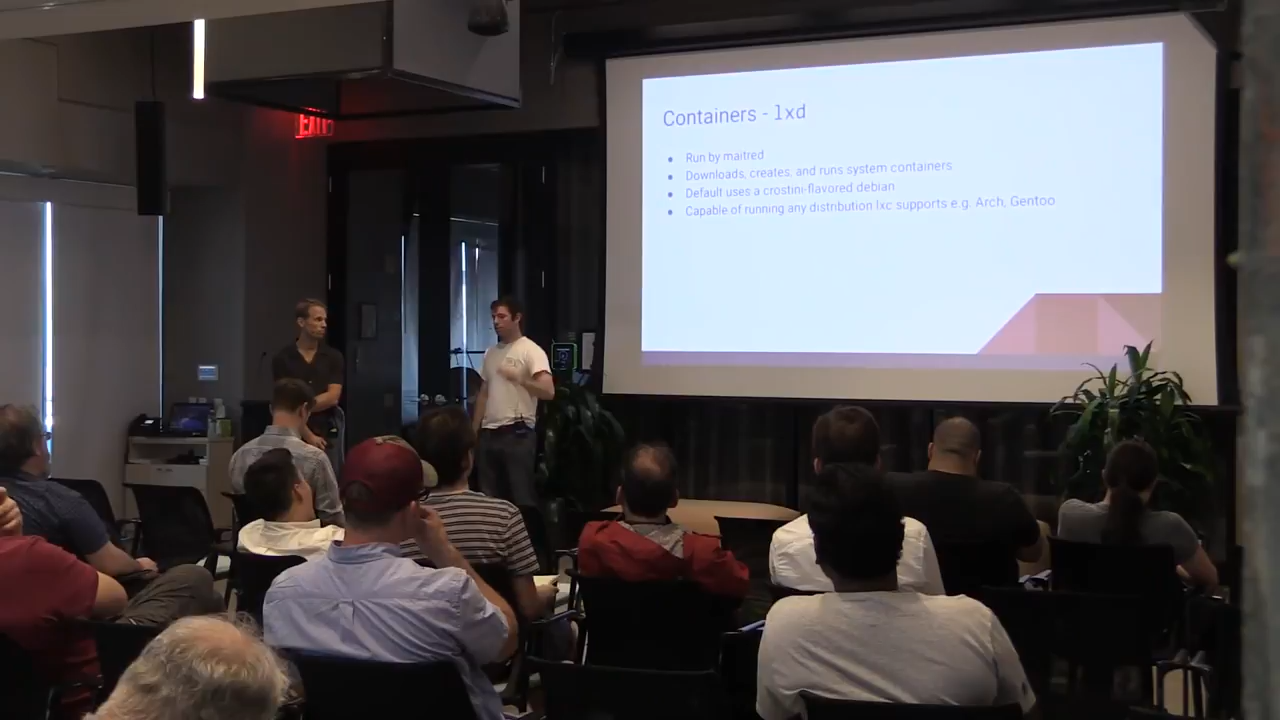 EXIT
Containers - lxd
Run by maitred
Downloads, creates, and runs system containers
Default uses a crostini-flavored debian
Capable of running any distribution lxc supports e.g. Arch, Gentoo